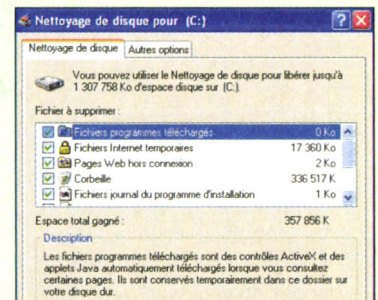 Nettoyage de disque pour (C:)
Nettoyage de disque Autres options
Vous pouvez utiliser le Nettoyage de disque pour libérer jusqu'à
1 307 758 Ko d'espace disque sur (C:).
Fichier à supprimer :
Fichiers programmes téléchargés 0 Ko
Fichiers Internet temporaires 17 360 Ko
Pages Web hors connexion 2 Ko
Corbeille 336 517 K
Fichiers journal du programme d'installation 1 Ko
Espace total gagné : 357 856 K
Description
Les fichiers programmes téléchargés sont des contrôles ActiveX et des
applets Java automatiquement téléchargés lorsque vous consultez
certaines pages. Ils sont conservés temporairement dans ce dossier sur
votre disque dur.